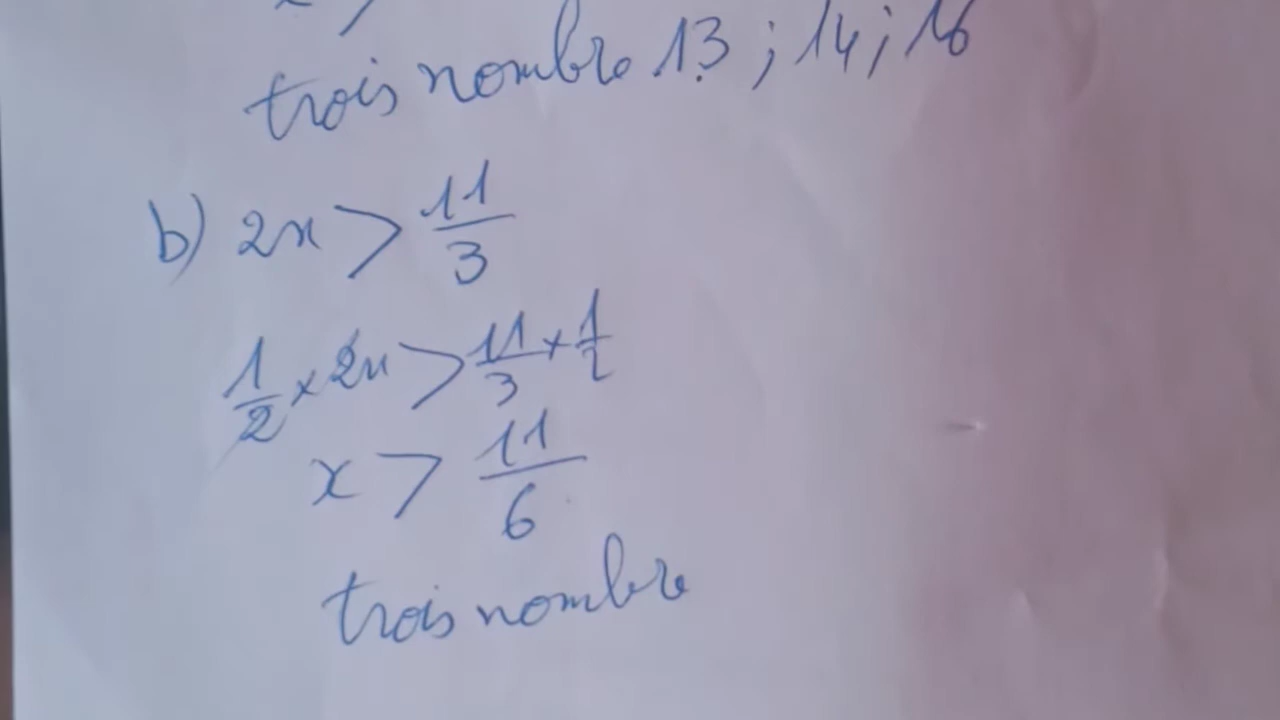 trois nombre 13 ; 14 ; 16
b) 2x > 11/3
1/2 × 2x > 11/3 × 1/2
x > 11/6
trois nombre